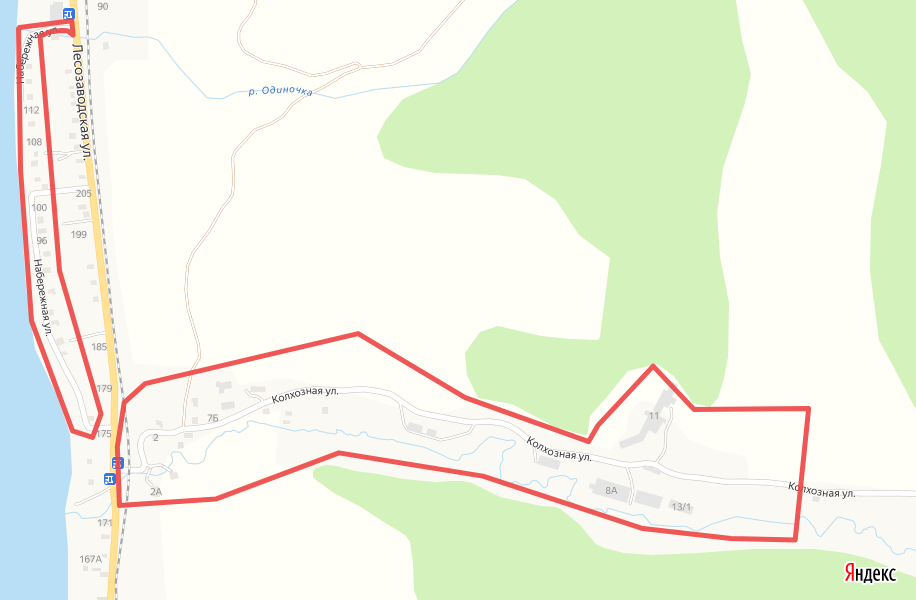 90
Набережная ул.
Лесозаводская ул.
р. Одиночка
112
108
205
100
199
96
Набережная ул.
185
179
Колхозная ул.
7Б
175
2
11
Колхозная ул.
2А
8А
Колхозная ул.
13/1
171
167А
Яндекс